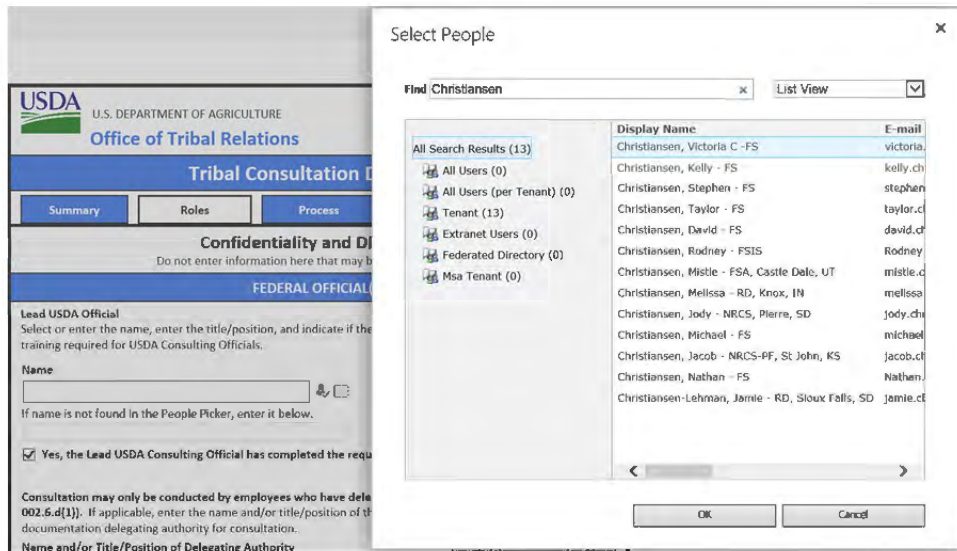 USDA
U.S. DEPARTMENT OF AGRICULTURE
Office of Tribal Relations
Tribal Consultation D
Summary
Roles
Process
Confidentiality and Di
Do not enter information here that may b
FEDERAL OFFICIAL(
Lead USDA Official
Select or enter the name, enter the title/position, and indicate if the
training required for USDA Consulting Officials.
Name
If name is not found in the People Picker, enter it below.
Yes, the Lead USDA Consulting Official has completed the requ
Consultation may only be conducted by employees who have dele
002.6.d(1)). If applicable, enter the name and/or title/position of th
documentation delegating authority for consultation.
Name and/or Title/Position of Delegating Authority
Select People
Find Christiansen
List View
All Search Results (13)
All Users (0)
All Users (per Tenant) (0)
Tenant (13)
Extranet Users (0)
Federated Directory (0)
Msa Tenant (0)
Display Name E-mail
Christiansen, Victoria C -FS victoria.
Christiansen, Kelly - FS kelly.ch
Christiansen, Stephen - FS stephen
Christiansen, Taylor - FS taylor.cl
Christiansen, David - FS david.ch
Christiansen, Rodney - FSIS Rodney
Christiansen, Mistie - FSA, Castle Dale, UT mistie.c
Christiansen, Melissa - RD, Knox, IN melissa
Christiansen, Jody - NRCS, Pierre, SD jody.chr
Christiansen, Michael - FS michael
Christiansen, Jacob - NRCS-PF, St John, KS jacob.cl
Christiansen, Nathan - FS Nathan.
Christiansen-Lehman, Jamie - RD, Sioux Falls, SD jamie.cl
OK
Cancel